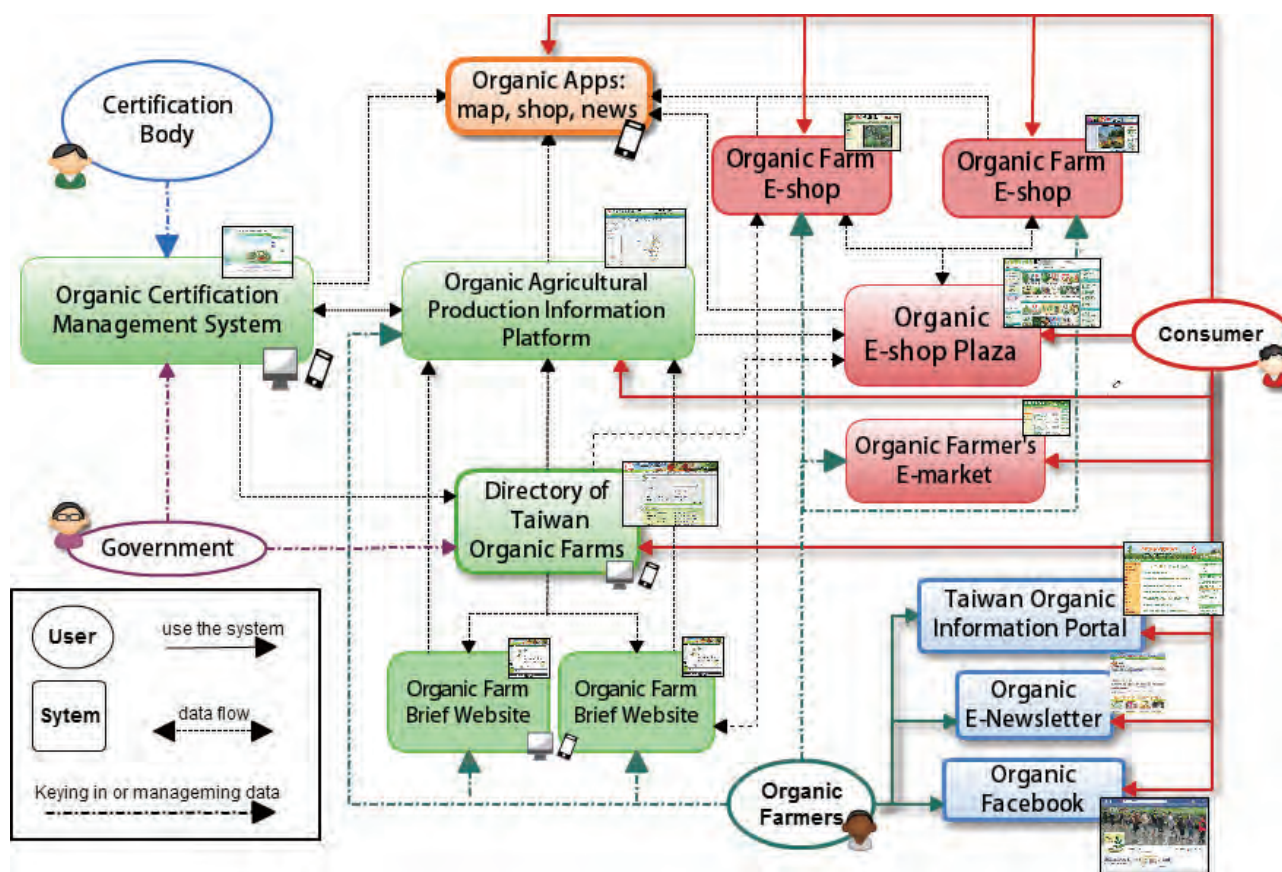 Certification
Body
Organic Apps:
map, shop, news
Organic Farm
E-shop
Organic Farm
E-shop
Organic Certification
Management System
Organic Agricultural
Production Information
Platform
Organic
E-shop Plaza
Consumer
Organic Farmer's
E-market
Directory of
Taiwan
Organic Farms
Government
User
use the system
Sytem
data flow
Keying in or manageming data
Organic Farm
Brief Website
Organic Farm
Brief Website
Taiwan Organic
Information Portal
Organic
E-Newsletter
Organic
Facebook
Organic
Farmers